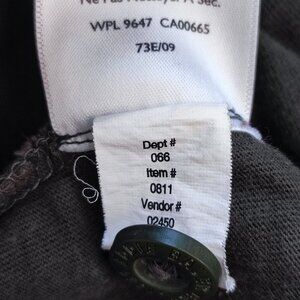 WPL 9647 CA00665
73E/09
Dept #
066
Item #
0811
Vendor #
02450